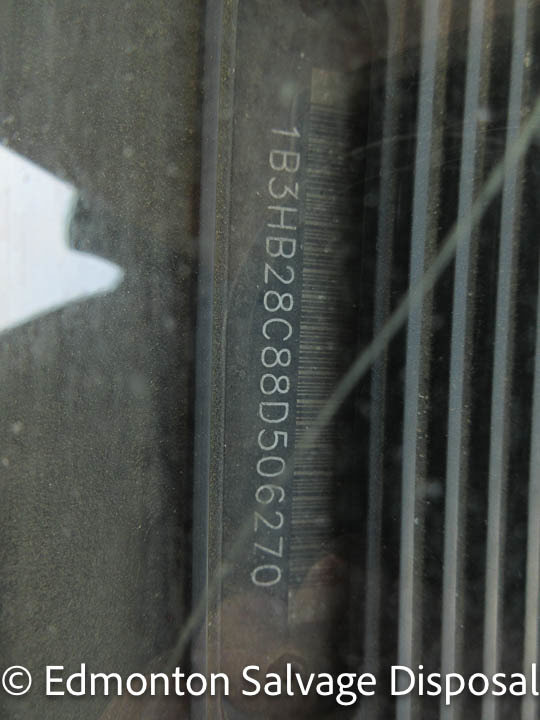 1B3HB28C88D506270
© Edmonton Salvage Disposal